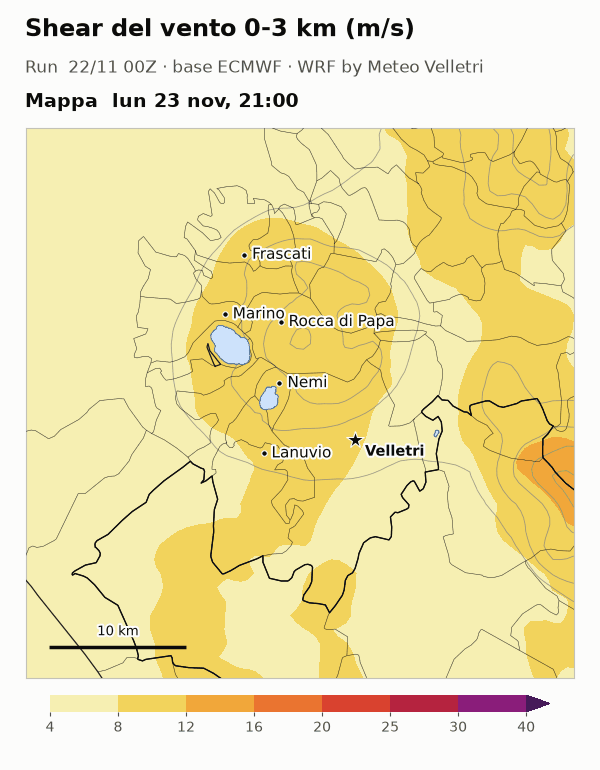 Shear del vento 0-3 km (m/s)
Run 22/11 00Z · base ECMWF · WRF by Meteo Velletri
Mappa lun 23 nov, 21:00
Frascati
Marino
Rocca di Papa
Nemi
Velletri
Lanuvio
10 km
4 8 12 16 20 25 30 40